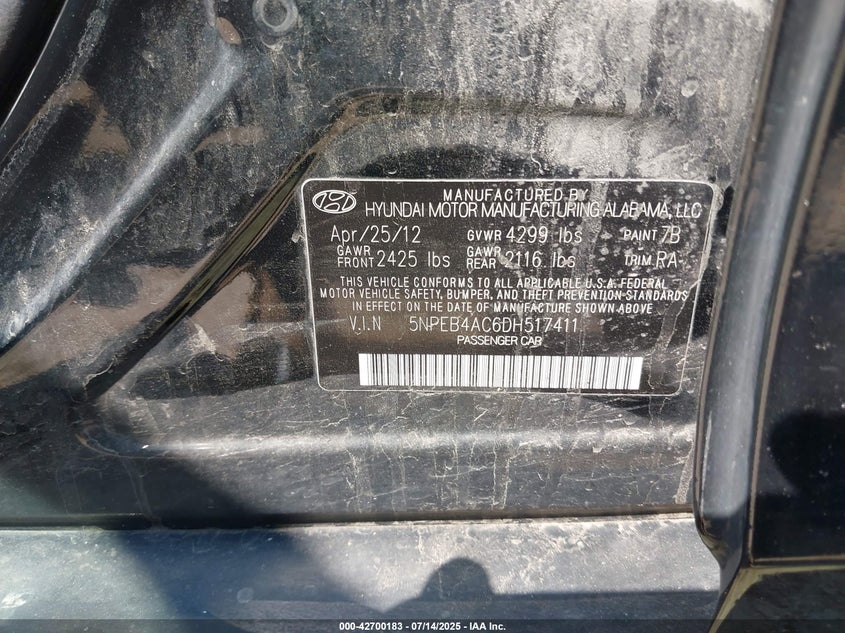 MANUFACTURED BY
HYUNDAI MOTOR MANUFACTURING ALABAMA, LLC
Apr/25/12 GVWR 4299 lbs PAINT 7B
GAWR FRONT 2425 lbs GAWR REAR 2116 lbs TRIM RA
THIS VEHICLE CONFORMS TO ALL APPLICABLE U.S.A. FEDERAL
MOTOR VEHICLE SAFETY, BUMPER, AND THEFT PREVENTION STANDARDS
IN EFFECT ON THE DATE OF MANUFACTURE SHOWN ABOVE
V.I.N 5NPEB4AC6DH517411
PASSENGER CAR
000-42700183 - 07/14/2025 - IAA Inc.